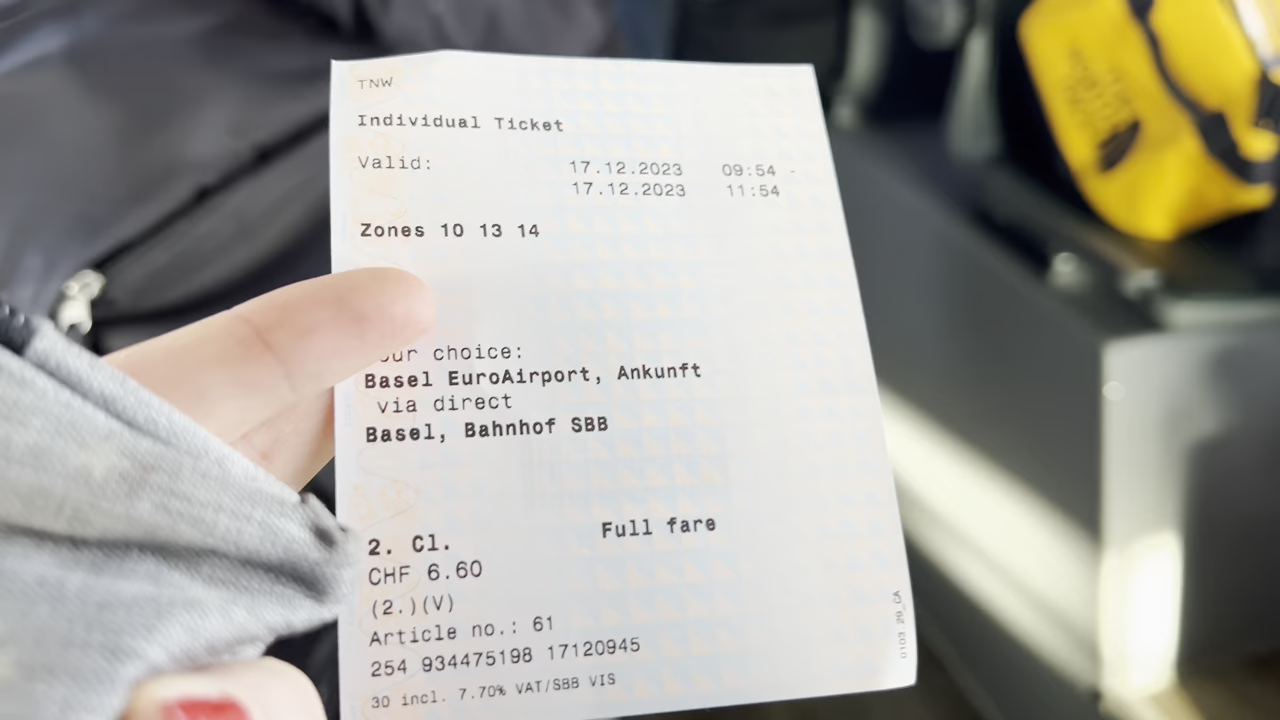 TNW
Individual Ticket
Valid: 17.12.2023 09:54 -
17.12.2023 11:54
Zones 10 13 14
our choice:
Basel EuroAirport, Ankunft
via direct
Basel, Bahnhof SBB
2. Cl. Full fare
CHF 6.60
(2.)(V)
Article no.: 61
254 934475198 17120945
30 incl. 7.70% VAT/SBB VIS